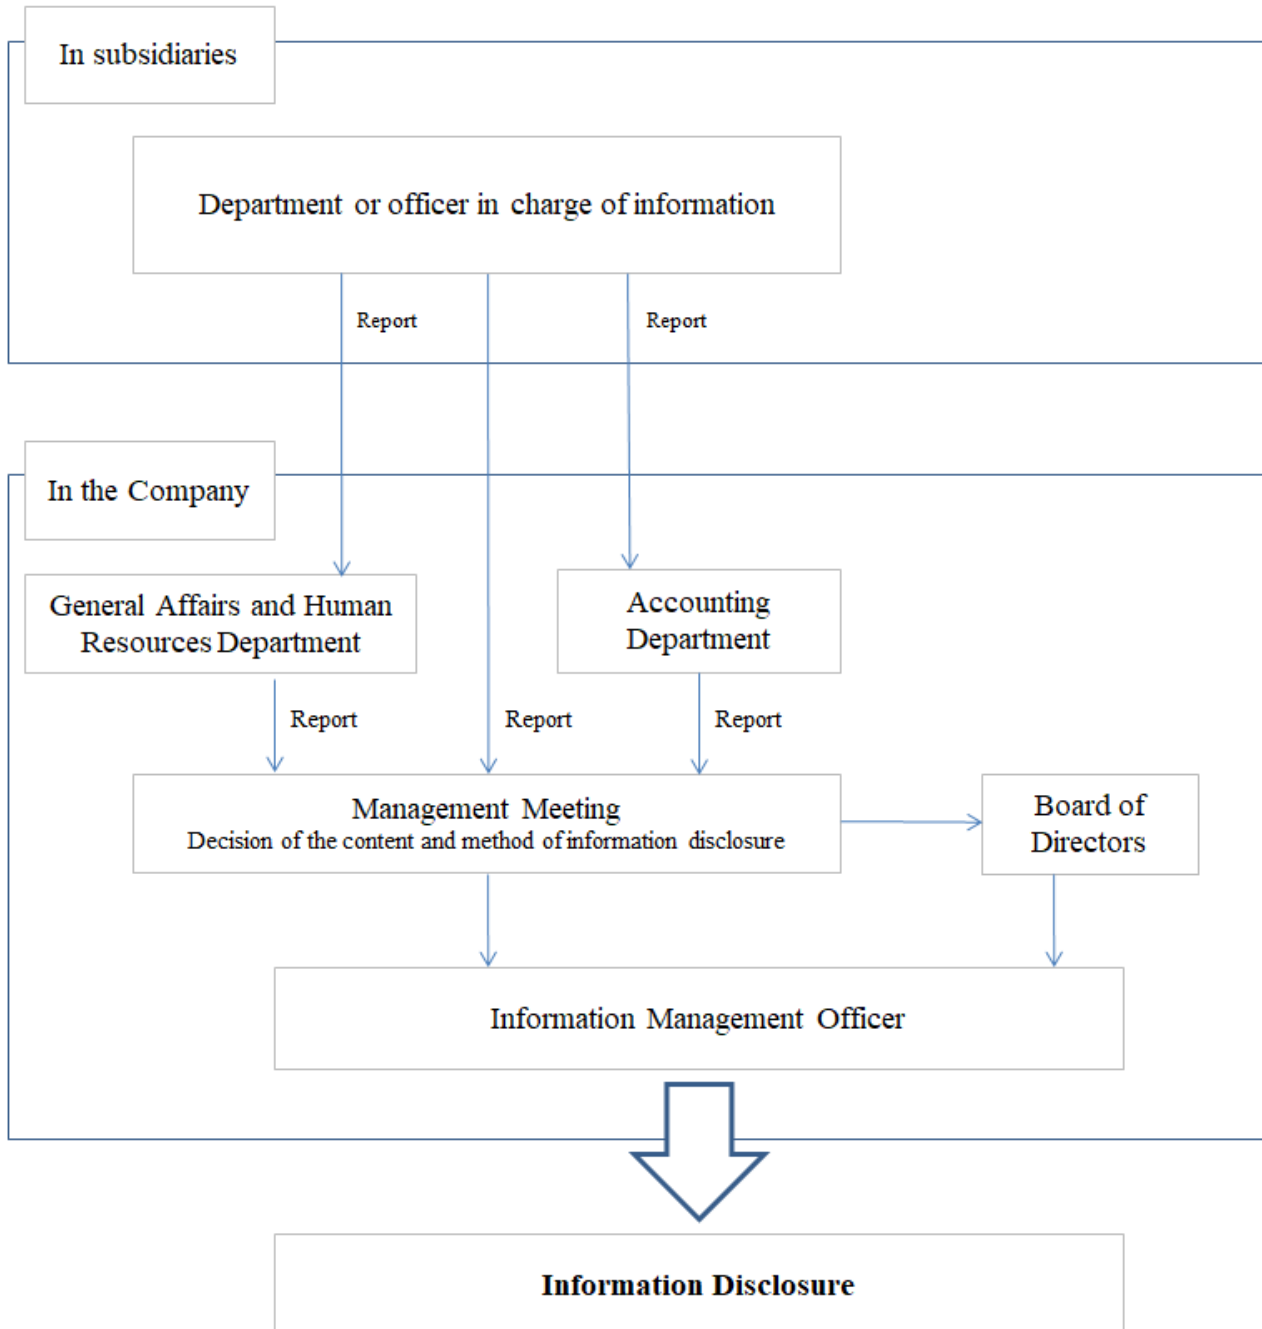 In subsidiaries
Department or officer in charge of information
Report
Report
In the Company
General Affairs and Human
Resources Department
Accounting
Department
Report
Report
Report
Management Meeting
Decision of the content and method of information disclosure
Board of
Directors
Information Management Officer
Information Disclosure